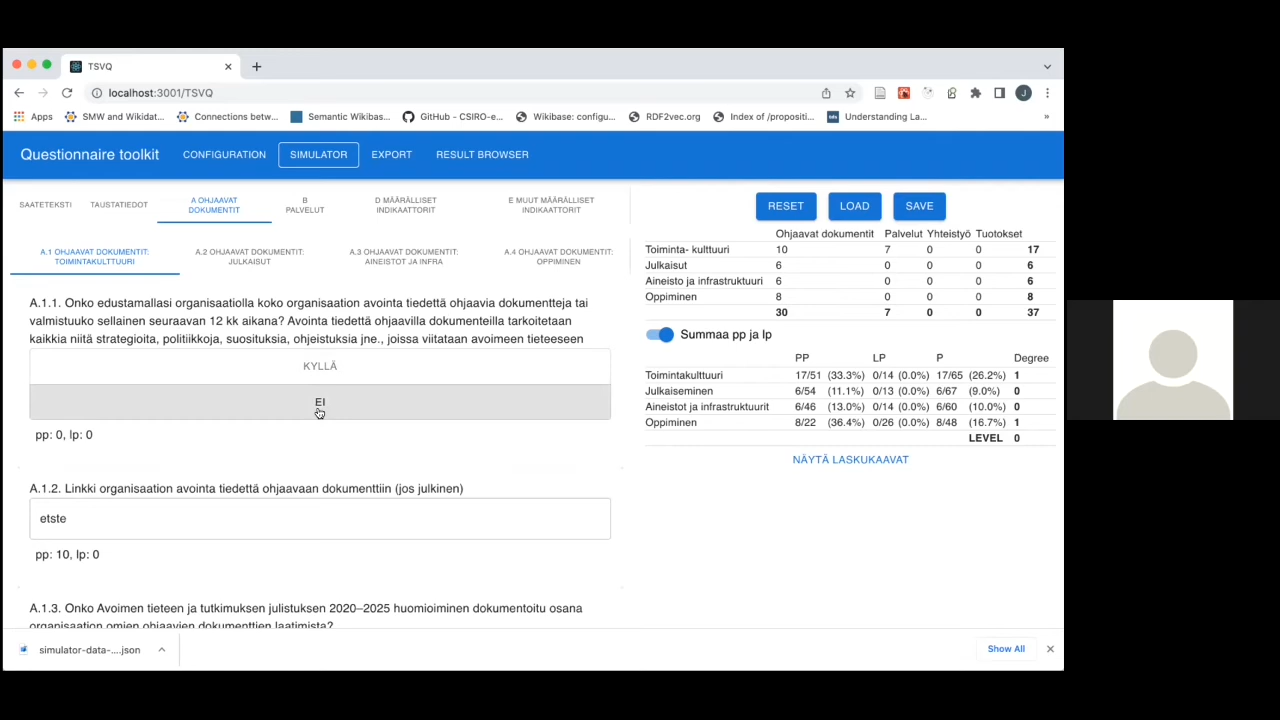 TSVQ
localhost:3001/TSVQ
J
Apps SMW and Wikidat... Connections betw... Semantic Wikibas... GitHub - CSIRO-e... Wikibase: configu... RDF2vec.org Index of /propositi... Understanding La... »
Questionnaire toolkit CONFIGURATION SIMULATOR EXPORT RESULT BROWSER
SAATETEKSTI TAUSTATIEDOT A OHJAAVAT DOKUMENTIT B PALVELUT D MÄÄRÄLLISET INDIKAATTORIT E MUUT MÄÄRÄLLISET INDIKAATTORIT
A.1 OHJAAVAT DOKUMENTIT: TOIMINTAKULTTUURI A.2 OHJAAVAT DOKUMENTIT: JULKAISUT A.3 OHJAAVAT DOKUMENTIT: AINEISTOT JA INFRA A.4 OHJAAVAT DOKUMENTIT: OPPIMINEN
A.1.1. Onko edustamallasi organisaatiolla koko organisaation avointa tiedettä ohjaavia dokumentteja tai
valmistuuko sellainen seuraavan 12 kk aikana? Avointa tiedettä ohjaavilla dokumenteilla tarkoitetaan
kaikkia niitä strategioita, politiikkoja, suosituksia, ohjeistuksia jne., joissa viitataan avoimeen tieteeseen
KYLLÄ
EI
pp: 0, lp: 0
A.1.2. Linkki organisaation avointa tiedettä ohjaavaan dokumenttiin (jos julkinen)
etste
pp: 10, lp: 0
A.1.3. Onko Avoimen tieteen ja tutkimuksen julistuksen 2020–2025 huomioiminen dokumentoitu osana
organisaation omien ohjaavien dokumenttien laatimista?
RESET LOAD SAVE
Ohjaavat dokumentit Palvelut Yhteistyö Tuotokset
Toiminta- kulttuuri 10 7 0 0 17
Julkaisut 6 0 0 0 6
Aineisto ja infrastruktuuri 6 0 0 0 6
Oppiminen 8 0 0 0 8
30 7 0 0 37
Summaa pp ja lp
PP LP P Degree
Toimintakulttuuri 17/51 (33.3%) 0/14 (0.0%) 17/65 (26.2%) 1
Julkaiseminen 6/54 (11.1%) 0/13 (0.0%) 6/67 (9.0%) 0
Aineistot ja infrastruktuurit 6/46 (13.0%) 0/14 (0.0%) 6/60 (10.0%) 0
Oppiminen 8/22 (36.4%) 0/26 (0.0%) 8/48 (16.7%) 1
LEVEL 0
NÄYTÄ LASKUKAAVAT
simulator-data-....json
Show All